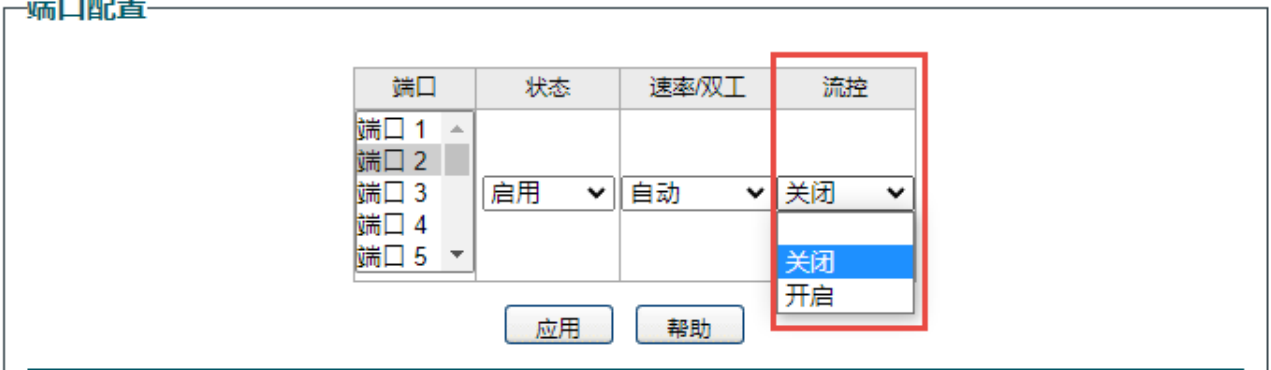 端口配置
端口 状态 速率/双工 流控
端口 1
端口 2
端口 3 启用 自动 关闭
端口 4
端口 5 关闭
开启
应用 帮助